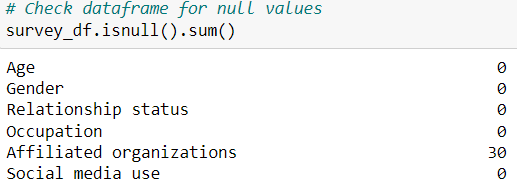 # Check dataframe for null values
survey_df.isnull().sum()
Age 0
Gender 0
Relationship status 0
Occupation 0
Affiliated organizations 30
Social media use 0